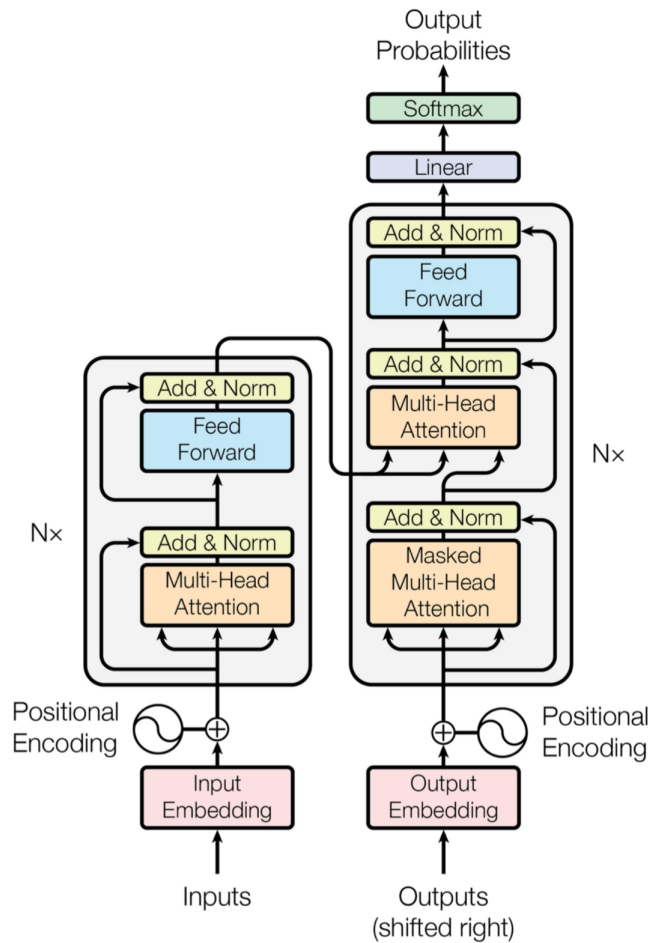 Output
Probabilities
Softmax
Linear
Add & Norm
Feed
Forward
Add & Norm
Multi-Head
Attention
Add & Norm
Masked
Multi-Head
Attention
Nx
Add & Norm
Feed
Forward
Add & Norm
Multi-Head
Attention
Nx
Positional
Encoding
Positional
Encoding
Input
Embedding
Output
Embedding
Inputs
Outputs
(shifted right)